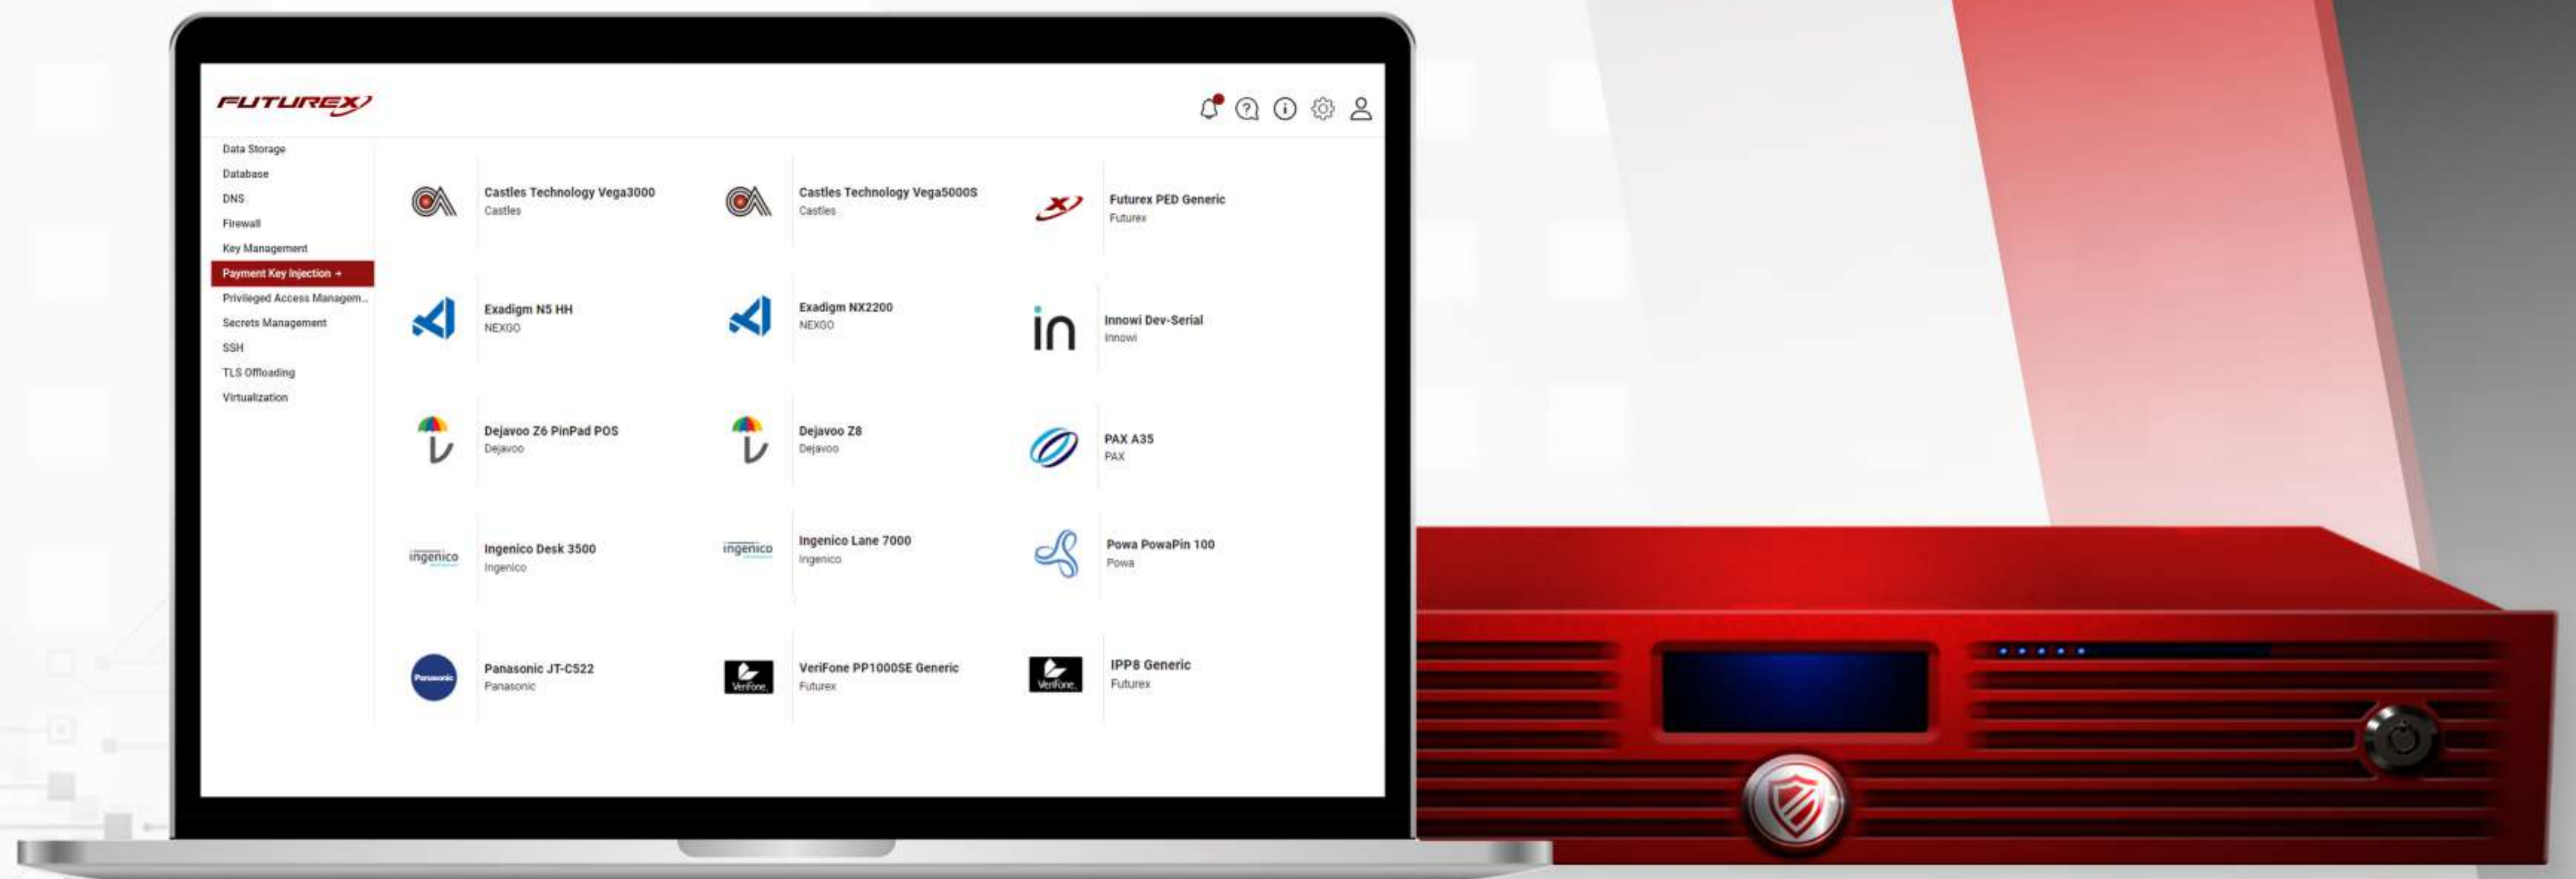 FUTUREX
Data Storage
Database
DNS
Firewall
Key Management
Payment Key Injection →
Privileged Access Managem...
Secrets Management
SSH
TLS Offloading
Virtualization
Castles Technology Vega3000
Castles
Castles Technology Vega5000S
Castles
Futurex PED Generic
Futurex
Exadigm N5 HH
NEXGO
Exadigm NX2200
NEXGO
in
Innowi Dev-Serial
Innowi
Dejavoo Z6 PinPad POS
Dejavoo
Dejavoo Z8
Dejavoo
PAX A35
PAX
ingenico
Ingenico Desk 3500
Ingenico
ingenico
Ingenico Lane 7000
Ingenico
Powa PowaPin 100
Powa
Panasonic
Panasonic JT-C522
Panasonic
VeriFone
VeriFone PP1000SE Generic
Futurex
VeriFone
IPP8 Generic
Futurex